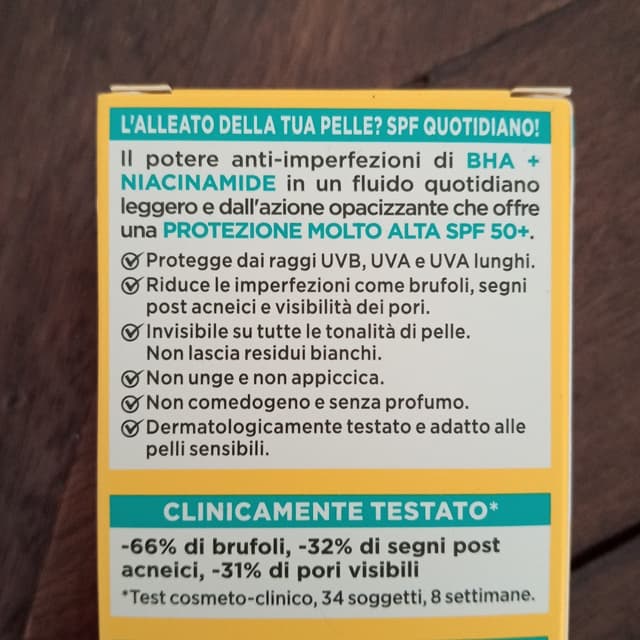 L'ALLEATO DELLA TUA PELLE? SPF QUOTIDIANO!
Il potere anti-imperfezioni di BHA +
NIACINAMIDE in un fluido quotidiano
leggero e dall'azione opacizzante che offre
una PROTEZIONE MOLTO ALTA SPF 50+.
Protegge dai raggi UVB, UVA e UVA lunghi.
Riduce le imperfezioni come brufoli, segni
post acneici e visibilità dei pori.
Invisibile su tutte le tonalità di pelle.
Non lascia residui bianchi.
Non unge e non appiccica.
Non comedogeno e senza profumo.
Dermatologicamente testato e adatto alle
pelli sensibili.
CLINICAMENTE TESTATO*
-66% di brufoli, -32% di segni post
acneici, -31% di pori visibili
*Test cosmeto-clinico, 34 soggetti, 8 settimane.